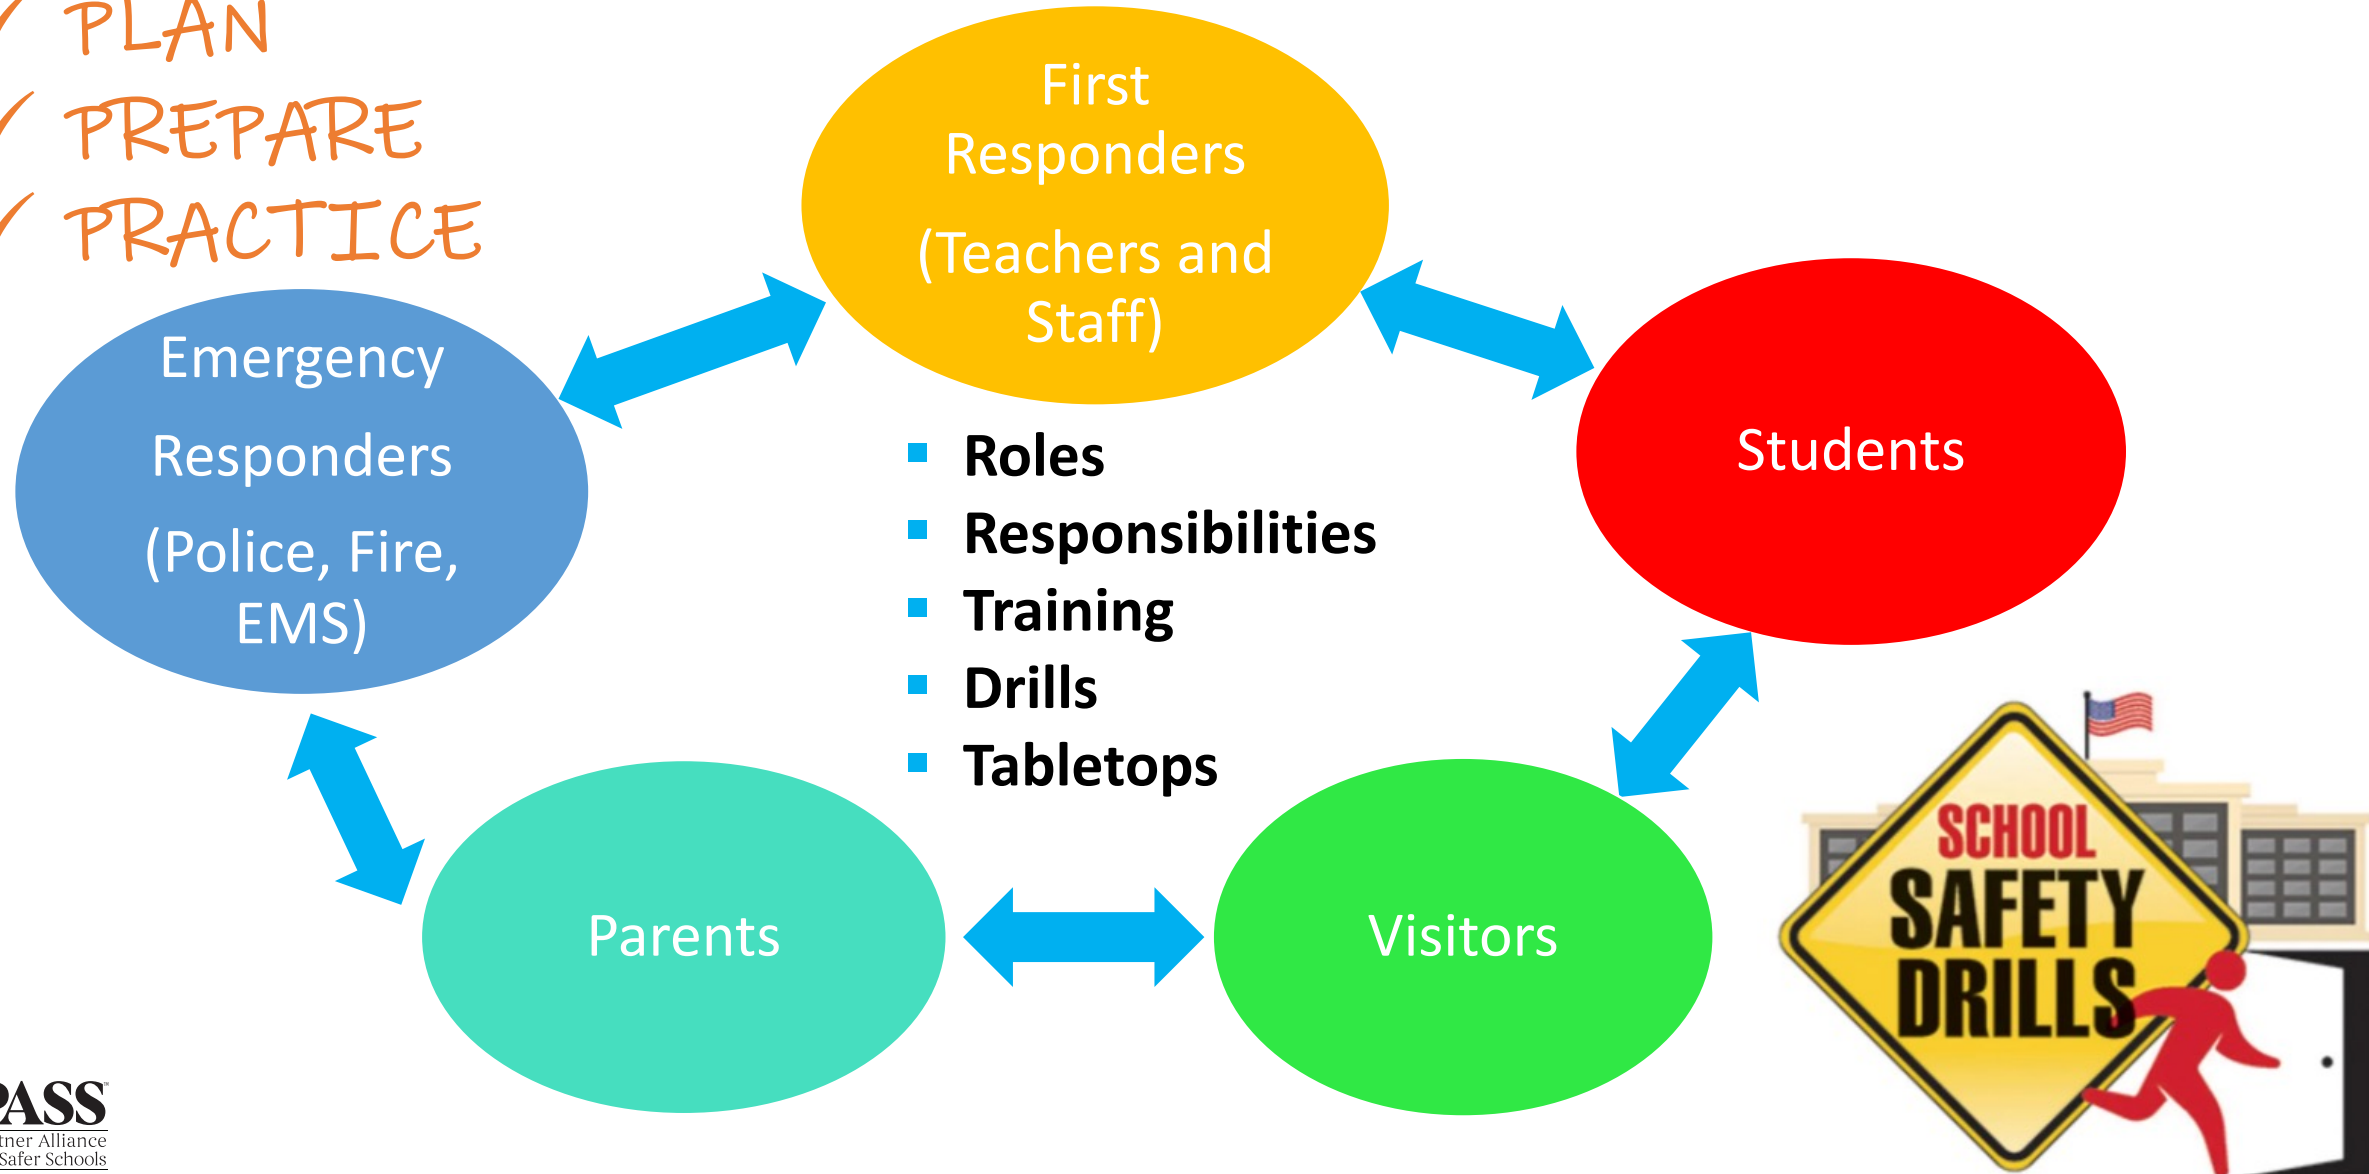 ✓ PLAN
✓ PREPARE
✓ PRACTICE
First
Responders
(Teachers and
Staff)
Emergency
Responders
(Police, Fire,
EMS)
Students
▪ Roles
▪ Responsibilities
▪ Training
▪ Drills
▪ Tabletops
Parents
Visitors
SCHOOL
SAFETY
DRILLS
PASS™
tner Alliance
Safer Schools